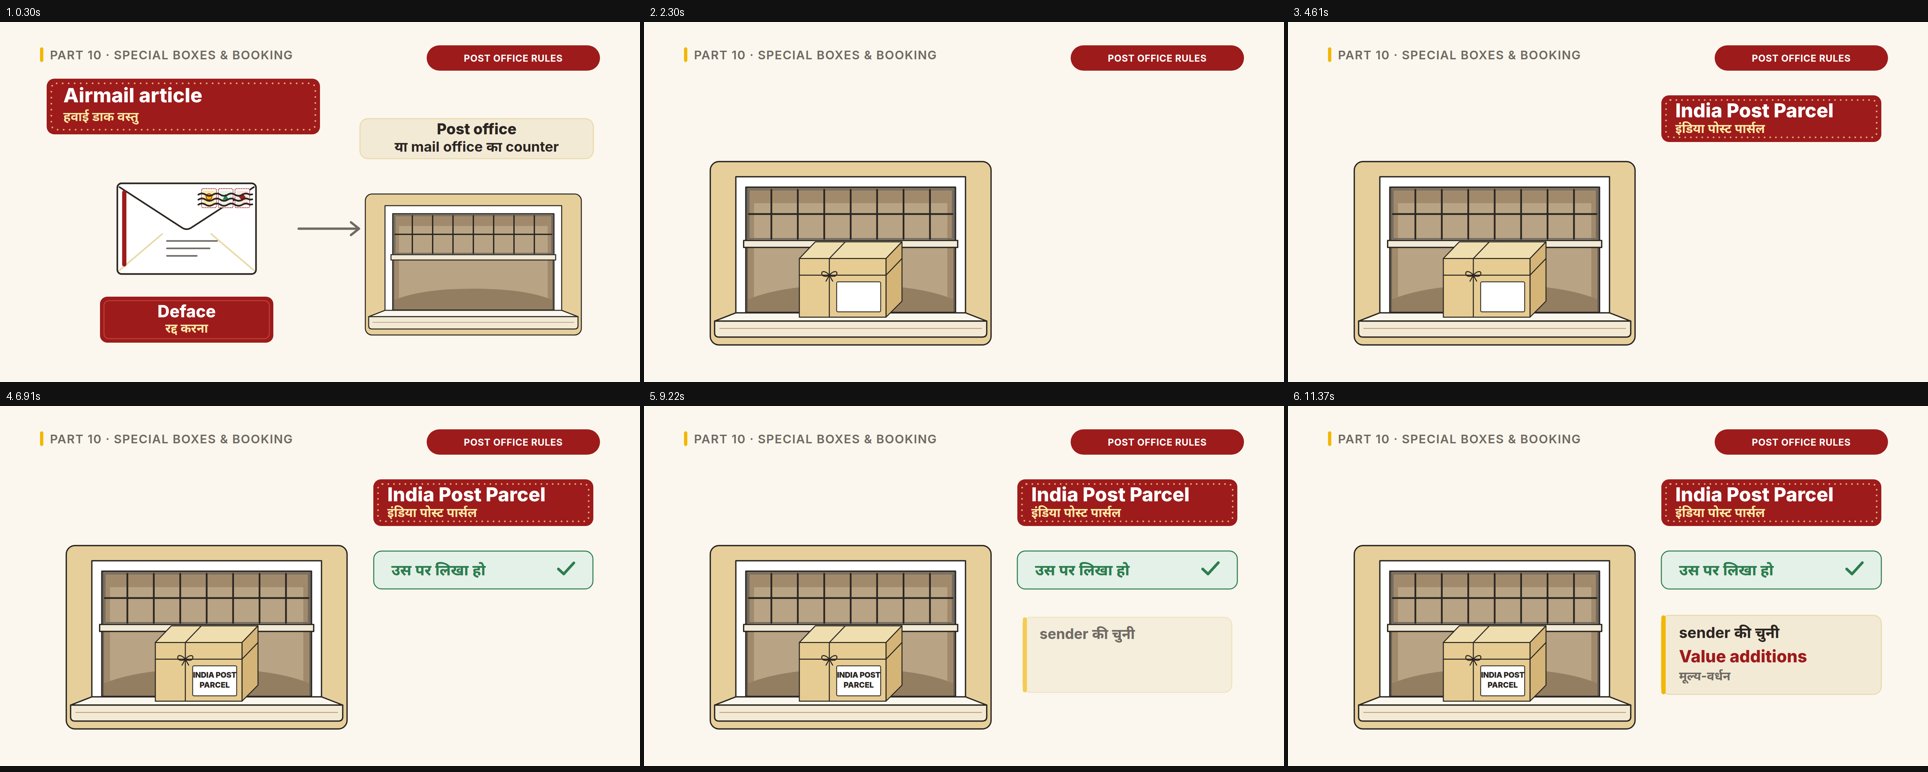 1. 0.30s
PART 10 · SPECIAL BOXES & BOOKING
POST OFFICE RULES
Airmail article
हवाई डाक वस्तु
Post office
या mail office का counter
Deface
रद्द करना
2. 2.30s
PART 10 · SPECIAL BOXES & BOOKING
POST OFFICE RULES
3. 4.61s
PART 10 · SPECIAL BOXES & BOOKING
POST OFFICE RULES
India Post Parcel
इंडिया पोस्ट पार्सल
4. 6.91s
PART 10 · SPECIAL BOXES & BOOKING
POST OFFICE RULES
India Post Parcel
इंडिया पोस्ट पार्सल
उस पर लिखा हो
INDIA POST
PARCEL
5. 9.22s
PART 10 · SPECIAL BOXES & BOOKING
POST OFFICE RULES
India Post Parcel
इंडिया पोस्ट पार्सल
उस पर लिखा हो
sender की चुनी
INDIA POST
PARCEL
6. 11.37s
PART 10 · SPECIAL BOXES & BOOKING
POST OFFICE RULES
India Post Parcel
इंडिया पोस्ट पार्सल
उस पर लिखा हो
sender की चुनी
Value additions
मूल्य-वर्धन
INDIA POST
PARCEL